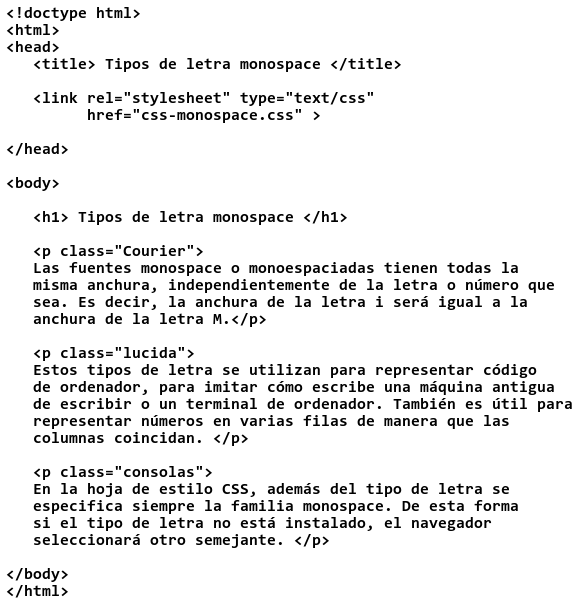 <!doctype html>
<html>
<head>
<title> Tipos de letra monospace </title>
<link rel="stylesheet" type="text/css"
href="css-monospace.css" >
</head>
<body>
<h1> Tipos de letra monospace </h1>
<p class="Courier">
Las fuentes monospace o monoespaciadas tienen todas la
misma anchura, independientemente de la letra o número que
sea. Es decir, la anchura de la letra i será igual a la
anchura de la letra M.</p>
<p class="lucida">
Estos tipos de letra se utilizan para representar código
de ordenador, para imitar cómo escribe una máquina antigua
de escribir o un terminal de ordenador. También es útil para
representar números en varias filas de manera que las
columnas coincidan. </p>
<p class="consolas">
En la hoja de estilo CSS, además del tipo de letra se
especifica siempre la familia monospace. De esta forma
si el tipo de letra no está instalado, el navegador
seleccionará otro semejante. </p>
</body>
</html>